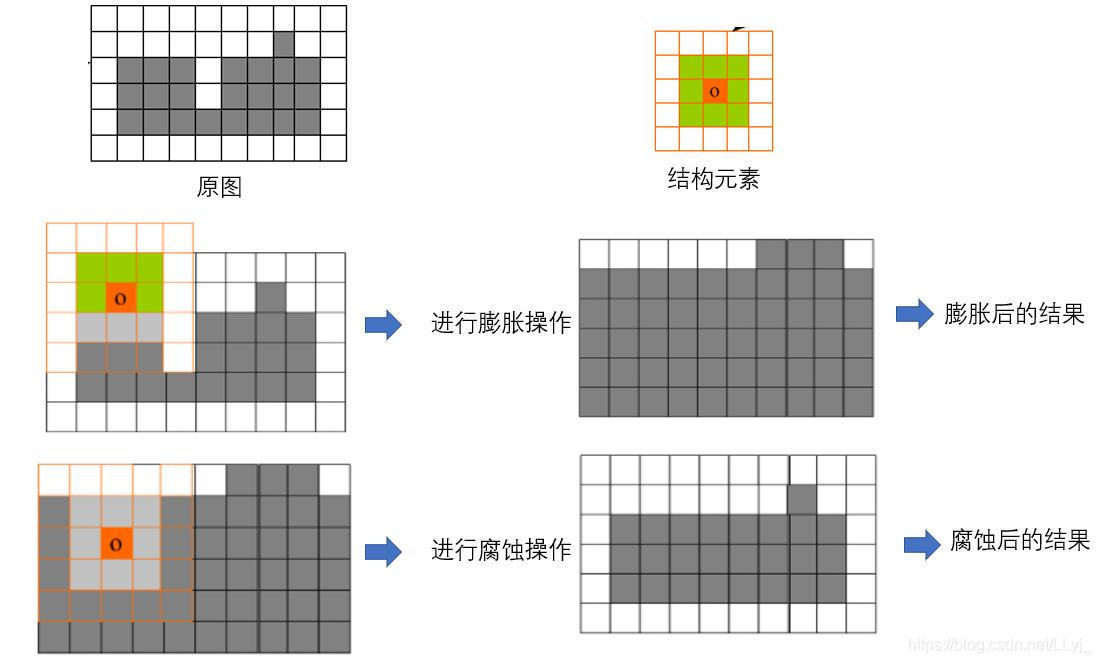 o
原图
结构元素
o
进行膨胀操作
膨胀后的结果
o
进行腐蚀操作
腐蚀后的结果
https://blog.csdn.net/LLyj_